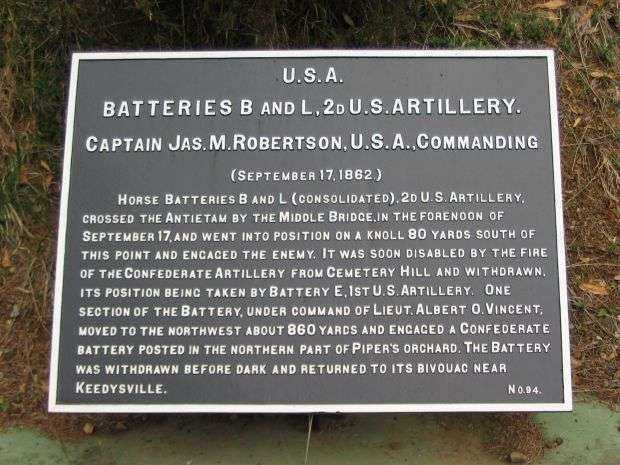 U.S.A.
BATTERIES B AND L, 2D U.S. ARTILLERY.
CAPTAIN JAS. M. ROBERTSON, U.S.A., COMMANDING
(SEPTEMBER 17, 1862.)
HORSE BATTERIES B AND L (CONSOLIDATED), 2D U.S. ARTILLERY,
CROSSED THE ANTIETAM BY THE MIDDLE BRIDGE, IN THE FORENOON OF
SEPTEMBER 17, AND WENT INTO POSITION ON A KNOLL 80 YARDS SOUTH OF
THIS POINT AND ENGAGED THE ENEMY. IT WAS SOON DISABLED BY THE FIRE
OF THE CONFEDERATE ARTILLERY FROM CEMETERY HILL AND WITHDRAWN,
ITS POSITION BEING TAKEN BY BATTERY E, 1ST U.S. ARTILLERY. ONE
SECTION OF THE BATTERY, UNDER COMMAND OF LIEUT. ALBERT O. VINCENT,
MOVED TO THE NORTHWEST ABOUT 860 YARDS AND ENGAGED A CONFEDERATE
BATTERY POSTED IN THE NORTHERN PART OF PIPER'S ORCHARD. THE BATTERY
WAS WITHDRAWN BEFORE DARK AND RETURNED TO ITS BIVOUAC NEAR
KEEDYSVILLE. NO. 94.